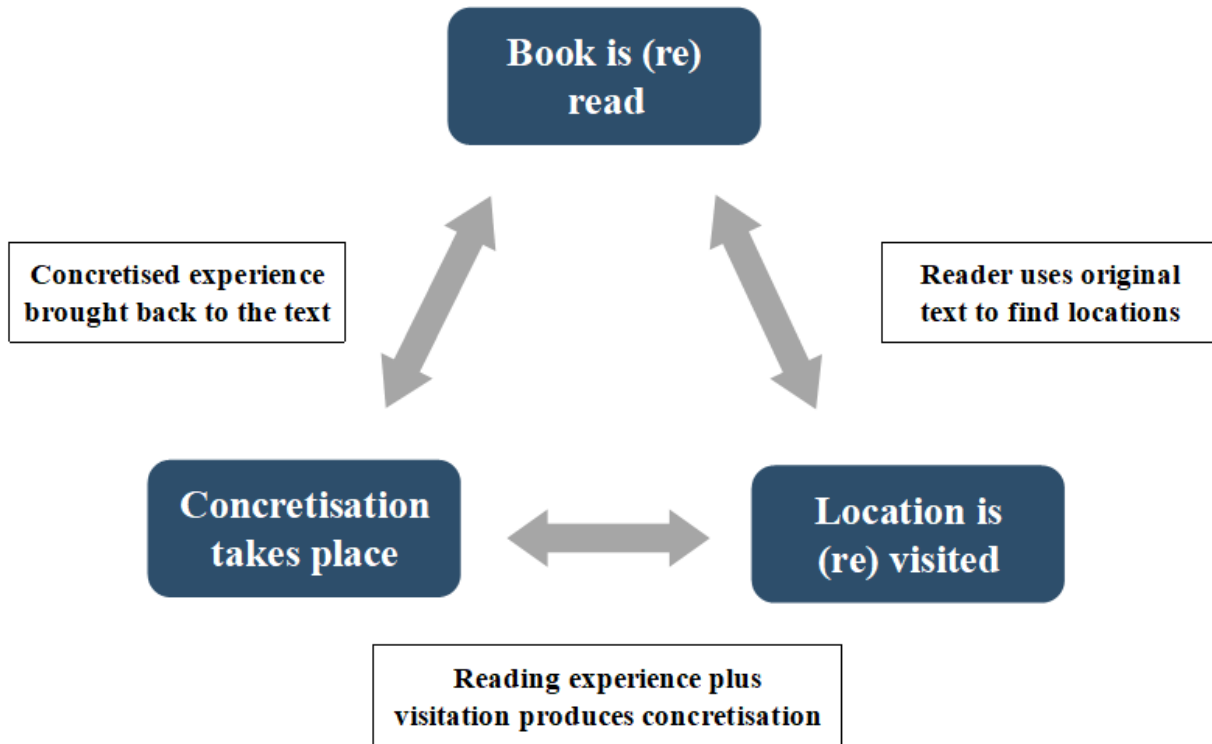 Book is (re)
read
Concretised experience
brought back to the text
Reader uses original
text to find locations
Concretisation
takes place
Location is
(re) visited
Reading experience plus
visitation produces concretisation